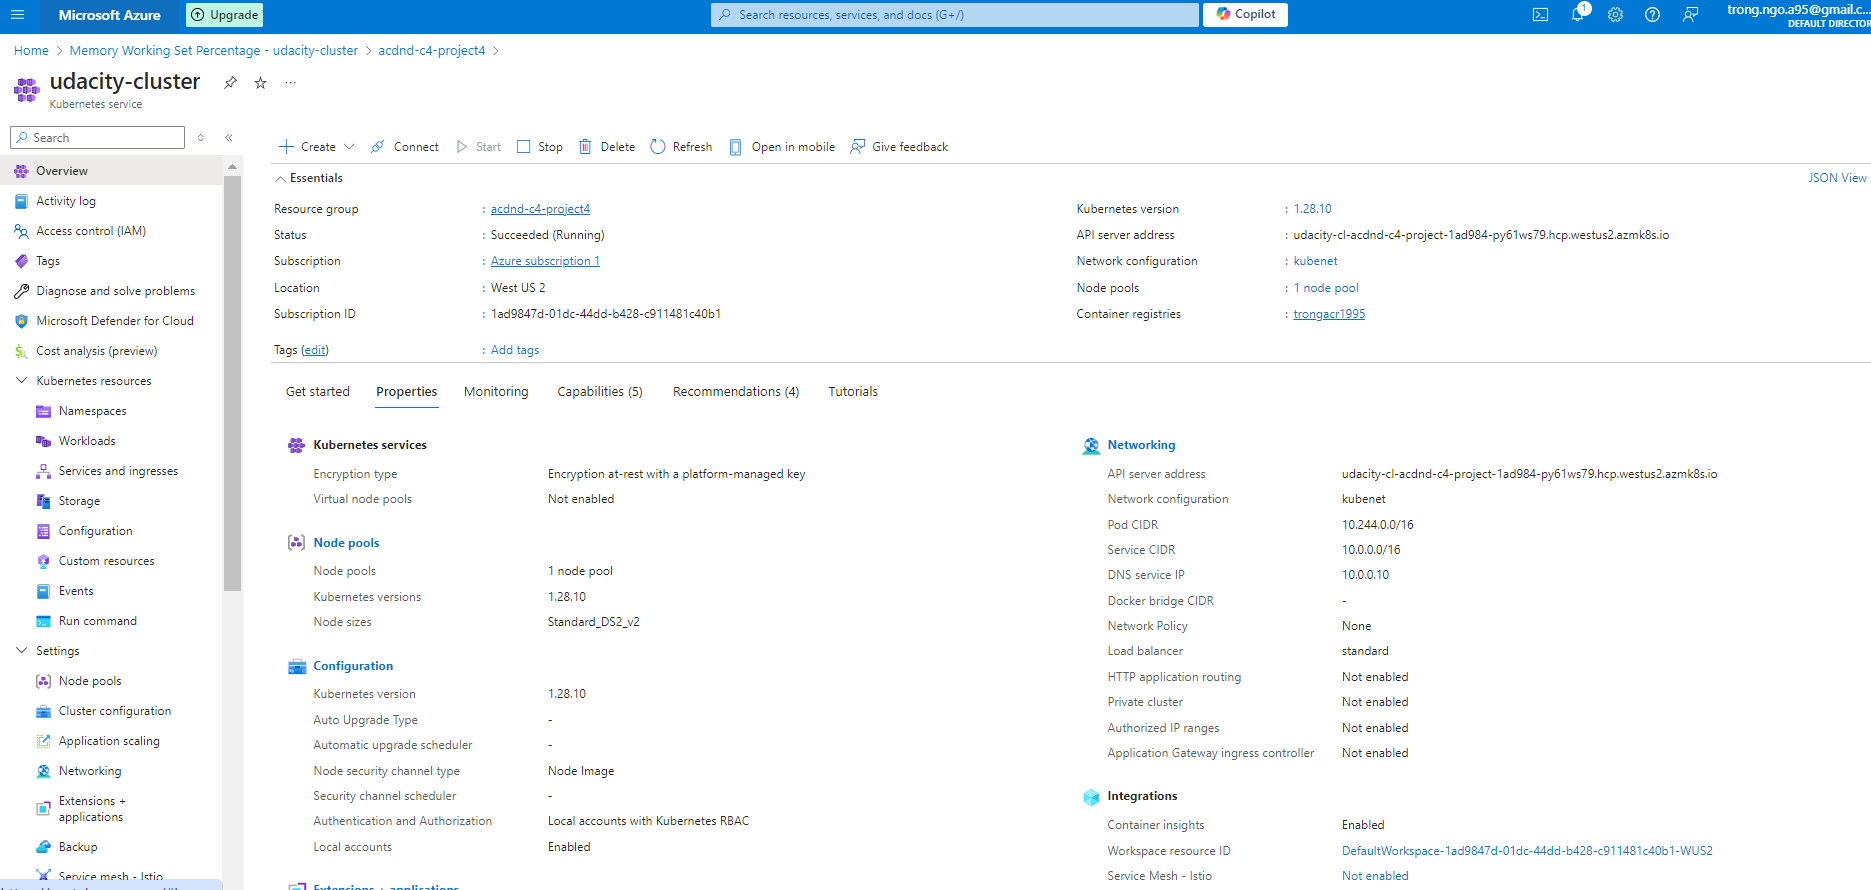 Microsoft Azure
Upgrade
Search resources, services, and docs (G+/)
Copilot
1
trong.ngo.a95@gmail.c...
DEFAULT DIRECTOR
Home > Memory Working Set Percentage - udacity-cluster > acdnd-c4-project4 >
udacity-cluster ...
Kubernetes service
Search
Overview
Activity log
Access control (IAM)
Tags
Diagnose and solve problems
Microsoft Defender for Cloud
Cost analysis (preview)
Kubernetes resources
Namespaces
Workloads
Services and ingresses
Storage
Configuration
Custom resources
Events
Run command
Settings
Node pools
Cluster configuration
Application scaling
Networking
Extensions +
applications
Backup
Service mesh - Istio
Create Connect Start Stop Delete Refresh Open in mobile Give feedback
Essentials
JSON View
Resource group : acdnd-c4-project4
Status : Succeeded (Running)
Subscription : Azure subscription 1
Location : West US 2
Subscription ID : 1ad9847d-01dc-44dd-b428-c911481c40b1
Tags (edit) : Add tags
Kubernetes version : 1.28.10
API server address : udacity-cl-acdnd-c4-project-1ad984-py61ws79.hcp.westus2.azmk8s.io
Network configuration : kubenet
Node pools : 1 node pool
Container registries : trongacr1995
Get started Properties Monitoring Capabilities (5) Recommendations (4) Tutorials
Kubernetes services
Encryption type Encryption at-rest with a platform-managed key
Virtual node pools Not enabled
Node pools
Node pools 1 node pool
Kubernetes versions 1.28.10
Node sizes Standard_DS2_v2
Configuration
Kubernetes version 1.28.10
Auto Upgrade Type -
Automatic upgrade scheduler -
Node security channel type Node Image
Security channel scheduler -
Authentication and Authorization Local accounts with Kubernetes RBAC
Local accounts Enabled
Extensions + applications
Networking
API server address udacity-cl-acdnd-c4-project-1ad984-py61ws79.hcp.westus2.azmk8s.io
Network configuration kubenet
Pod CIDR 10.244.0.0/16
Service CIDR 10.0.0.0/16
DNS service IP 10.0.0.10
Docker bridge CIDR -
Network Policy None
Load balancer standard
HTTP application routing Not enabled
Private cluster Not enabled
Authorized IP ranges Not enabled
Application Gateway ingress controller Not enabled
Integrations
Container insights Enabled
Workspace resource ID DefaultWorkspace-1ad9847d-01dc-44dd-b428-c911481c40b1-WUS2
Service Mesh - Istio Not enabled